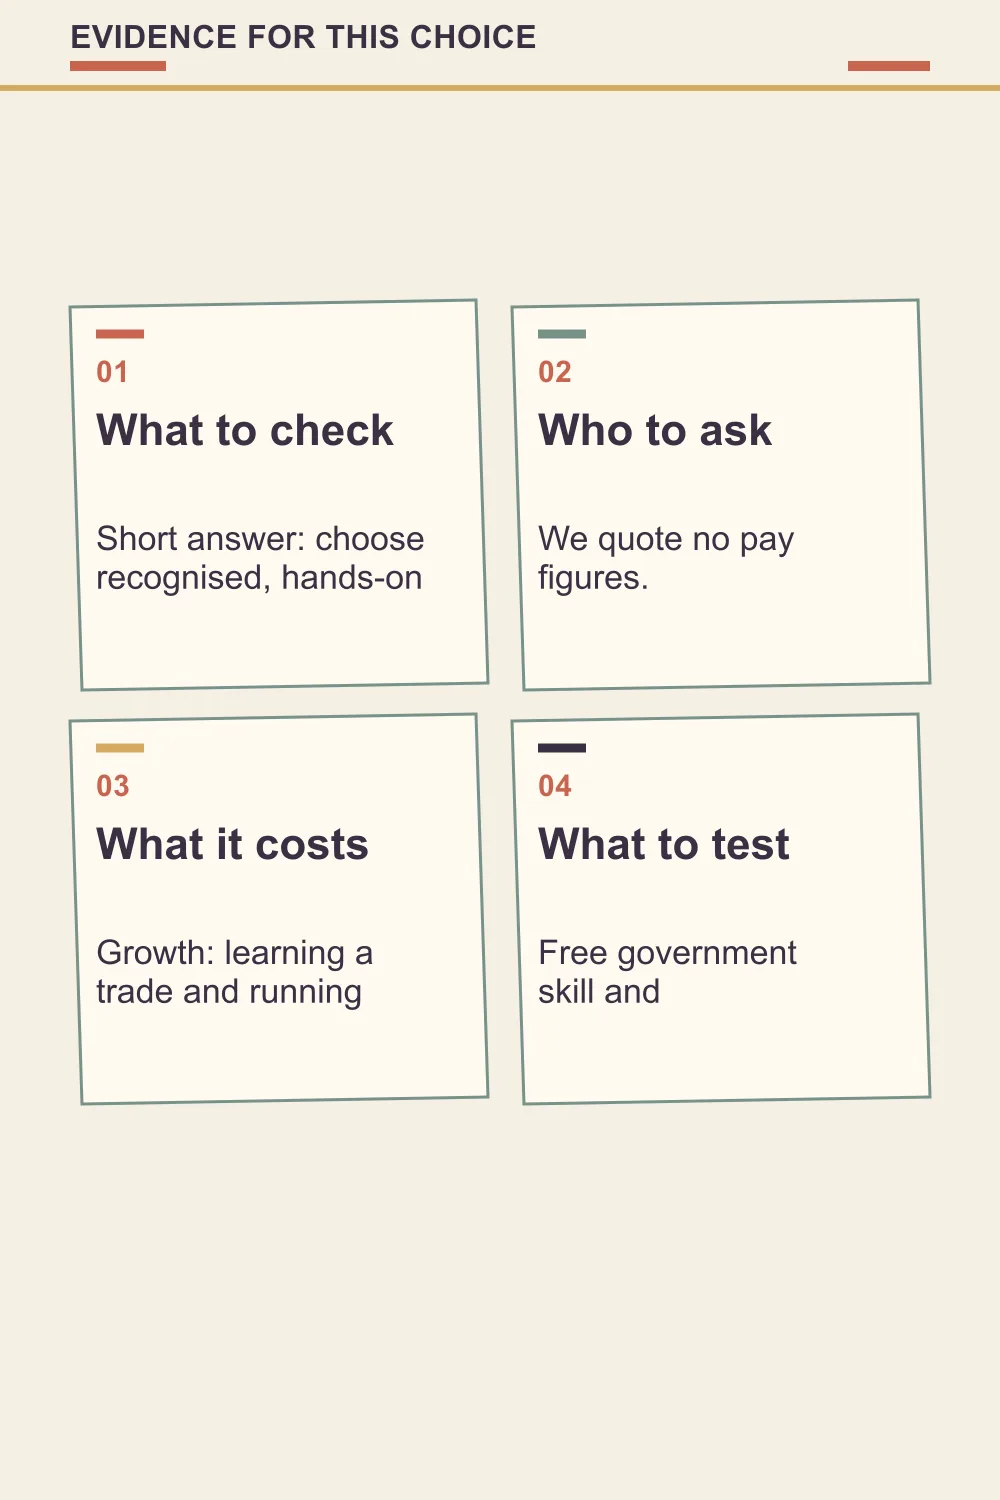 EVIDENCE FOR THIS CHOICE
01
What to check
Short answer: choose
recognised, hands-on
02
Who to ask
We quote no pay
figures.
03
What it costs
Growth: learning a
trade and running
04
What to test
Free government
skill and